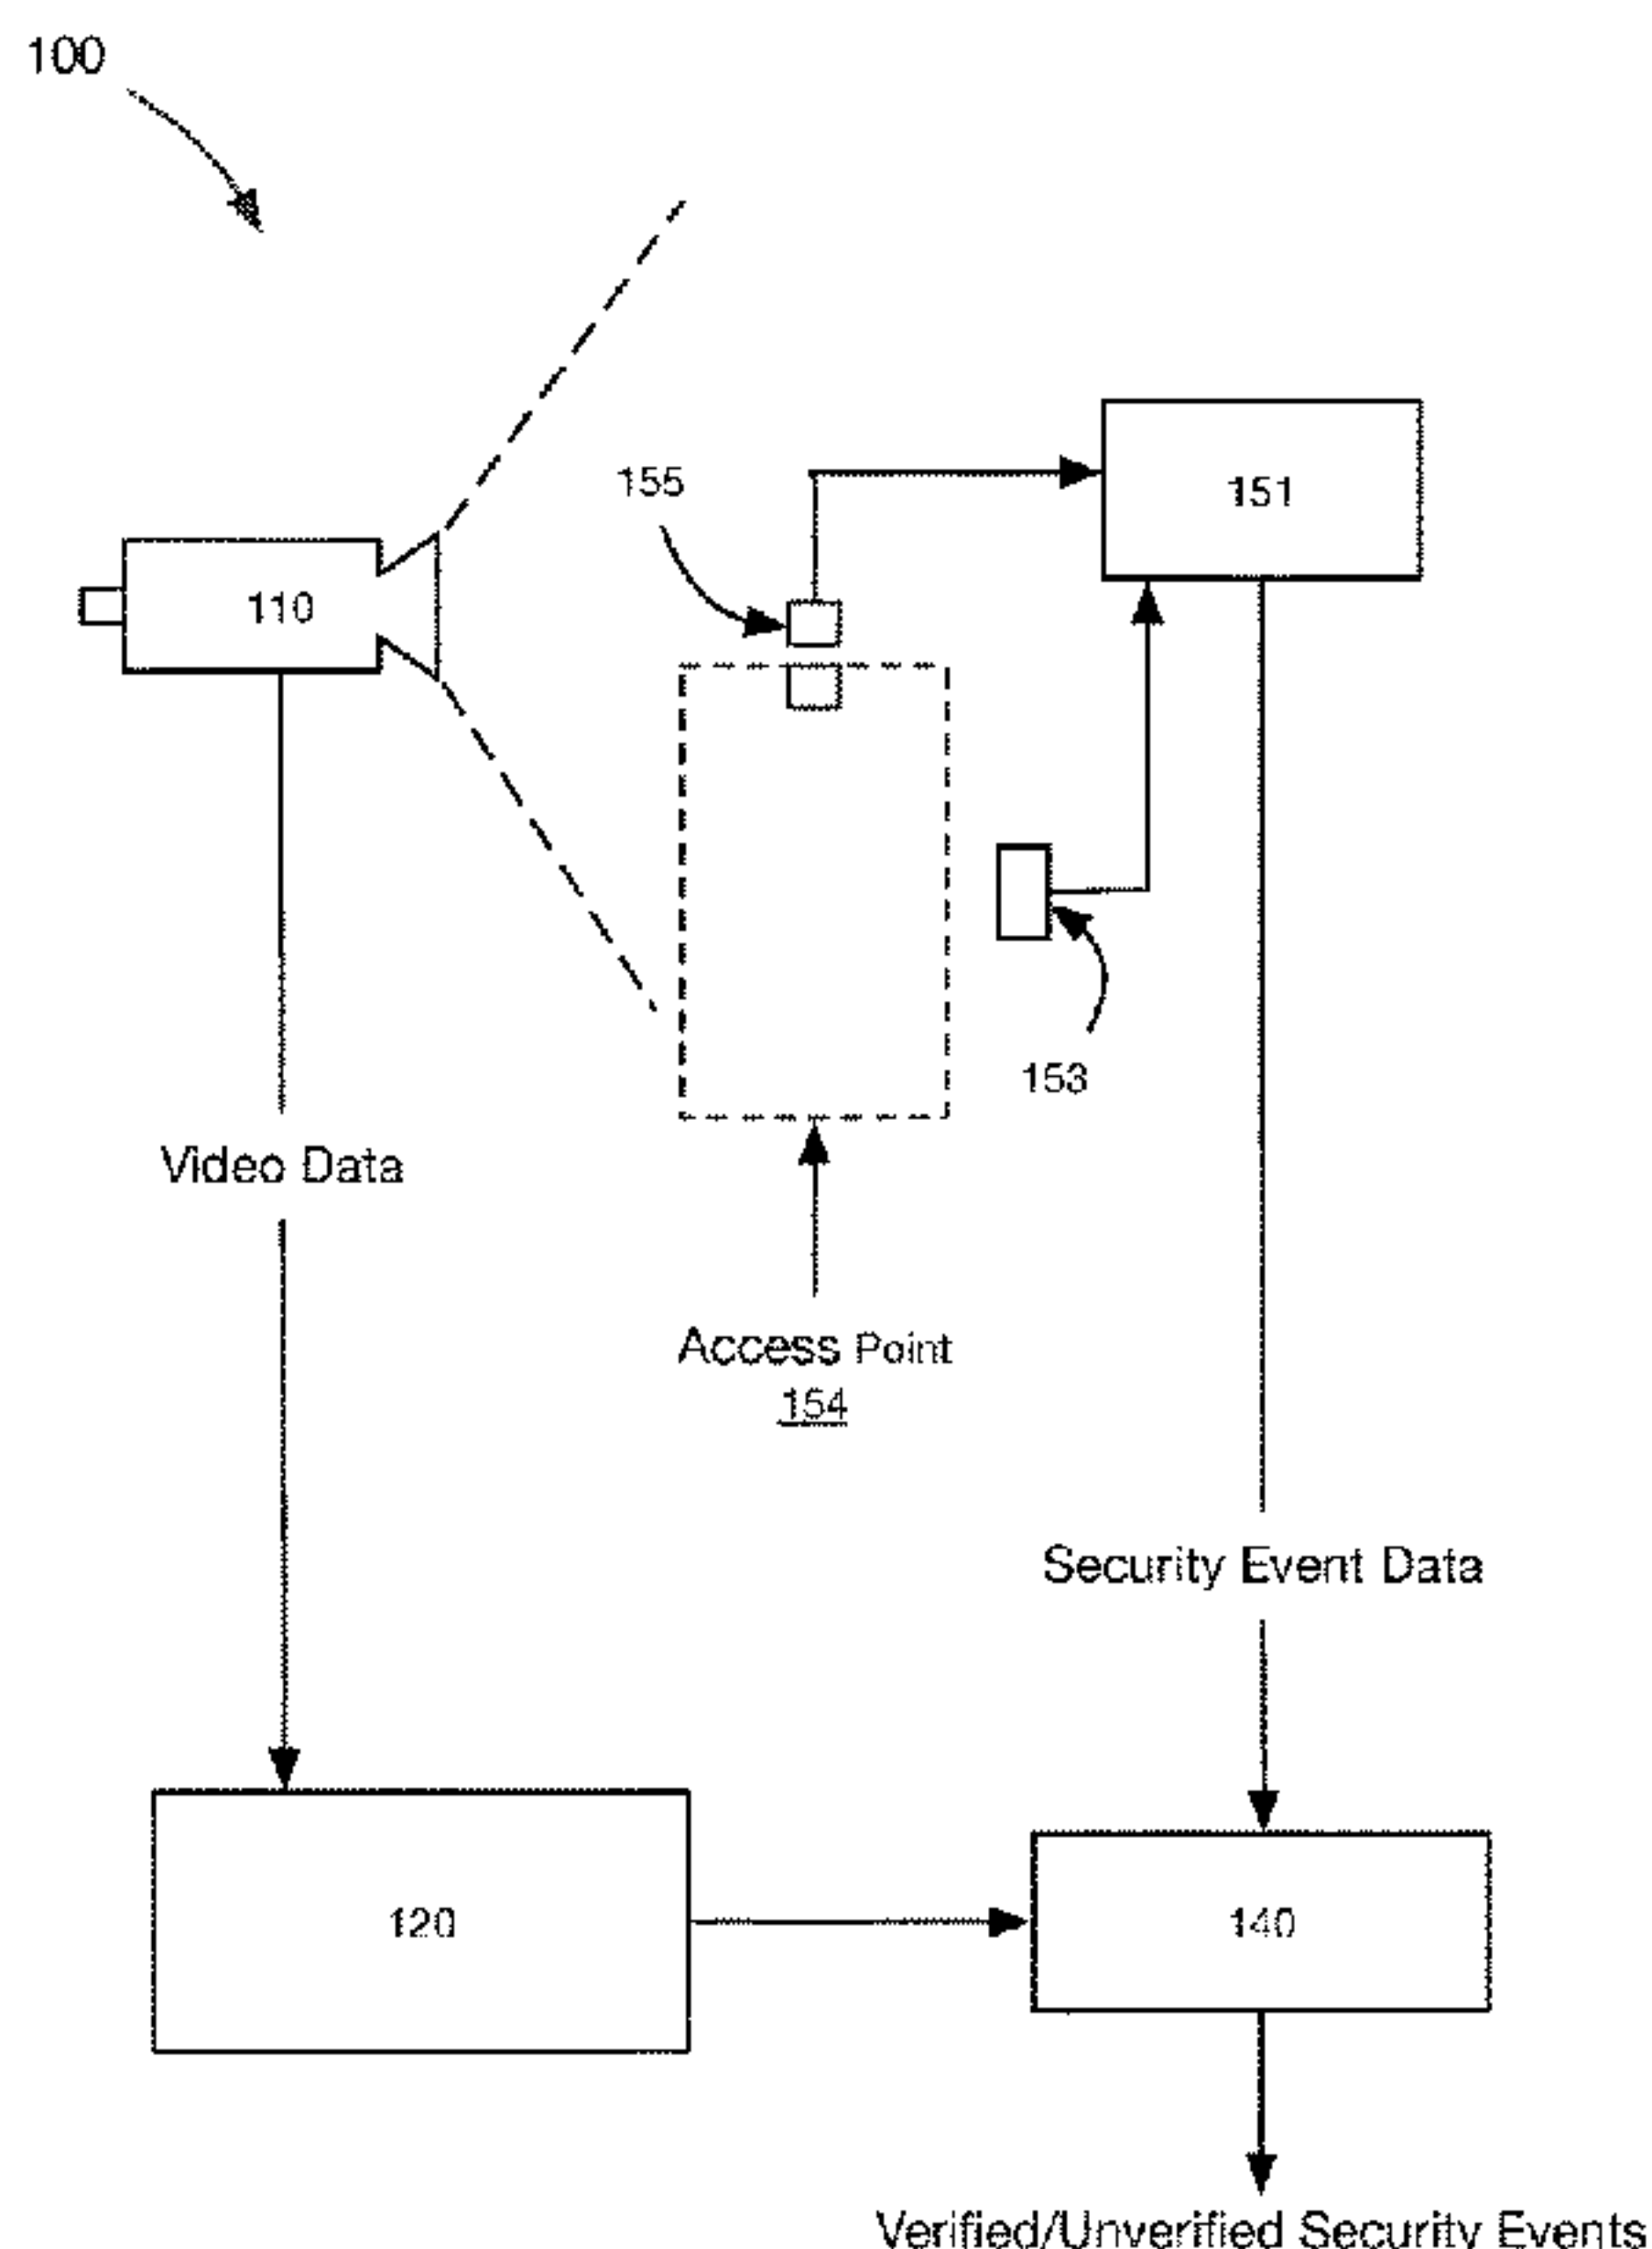 100
155
151
110
153
Video Data
Access Point
154
Security Event Data
120
140
Verified/Unverified Security Events